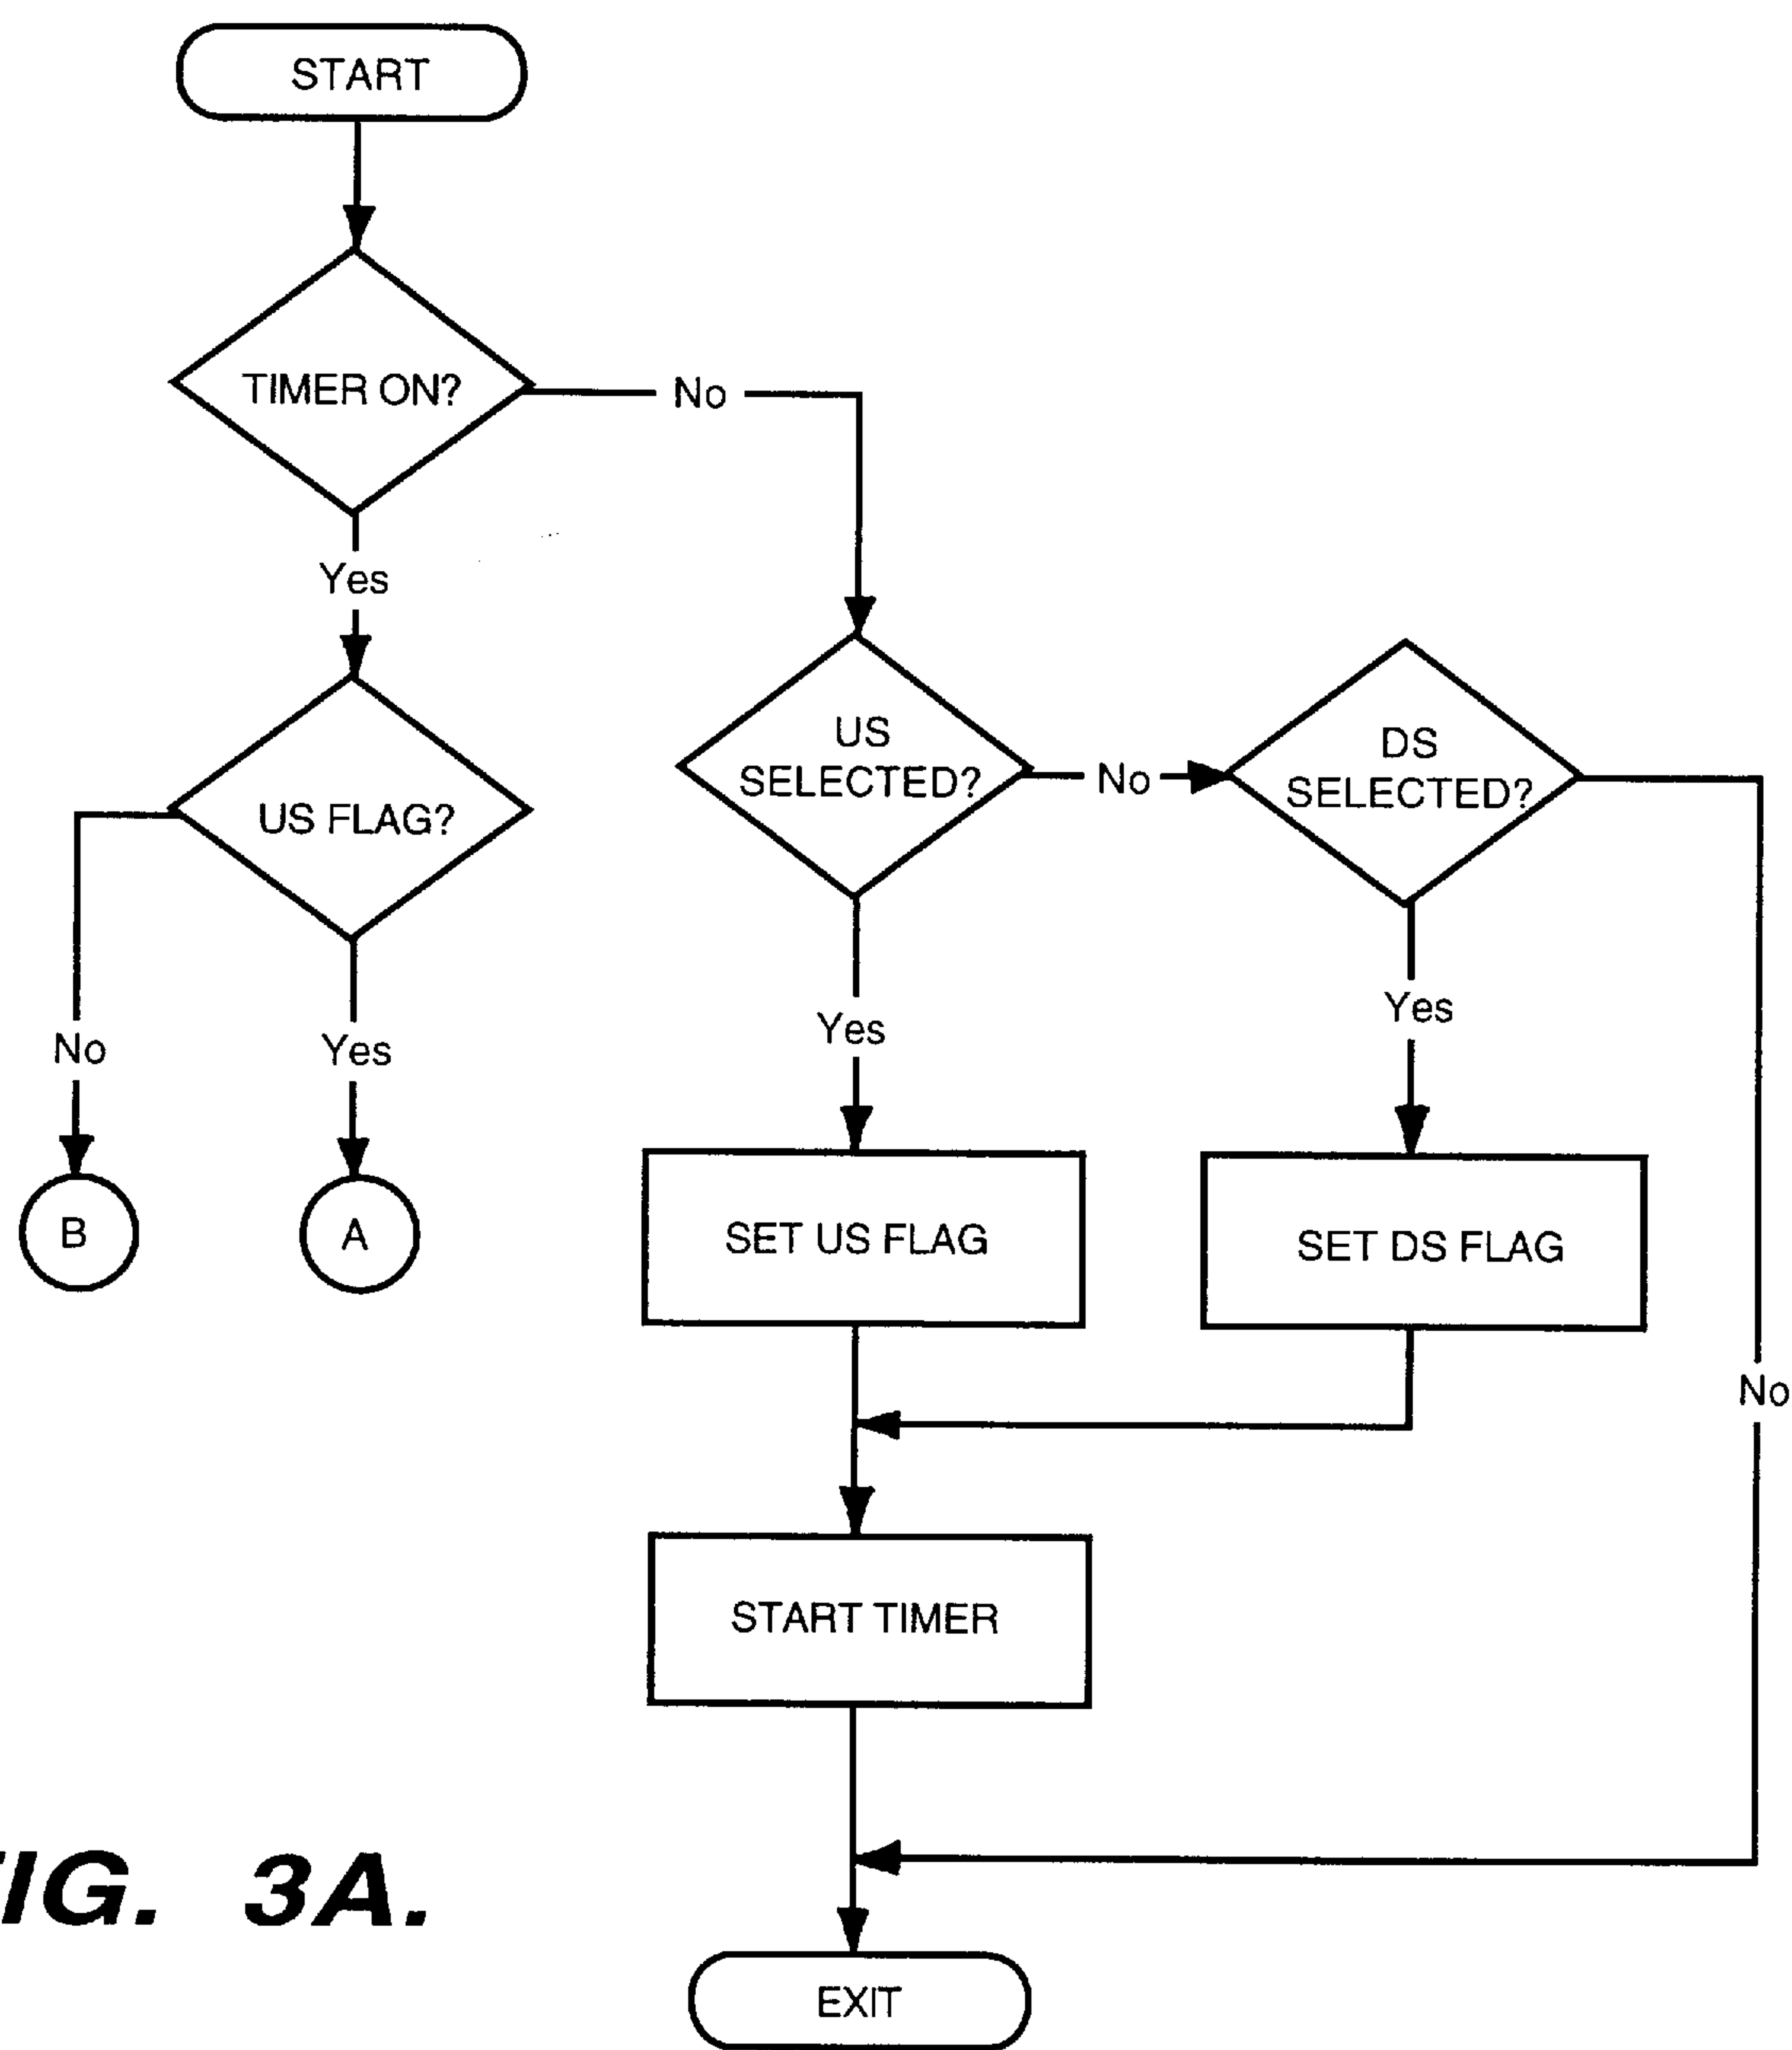 START
TIMER ON?
No
Yes
US FLAG?
US
SELECTED?
No
DS
SELECTED?
No
Yes
Yes
Yes
B
A
SET US FLAG
SET DS FLAG
No
START TIMER
IG. 3A.
EXIT